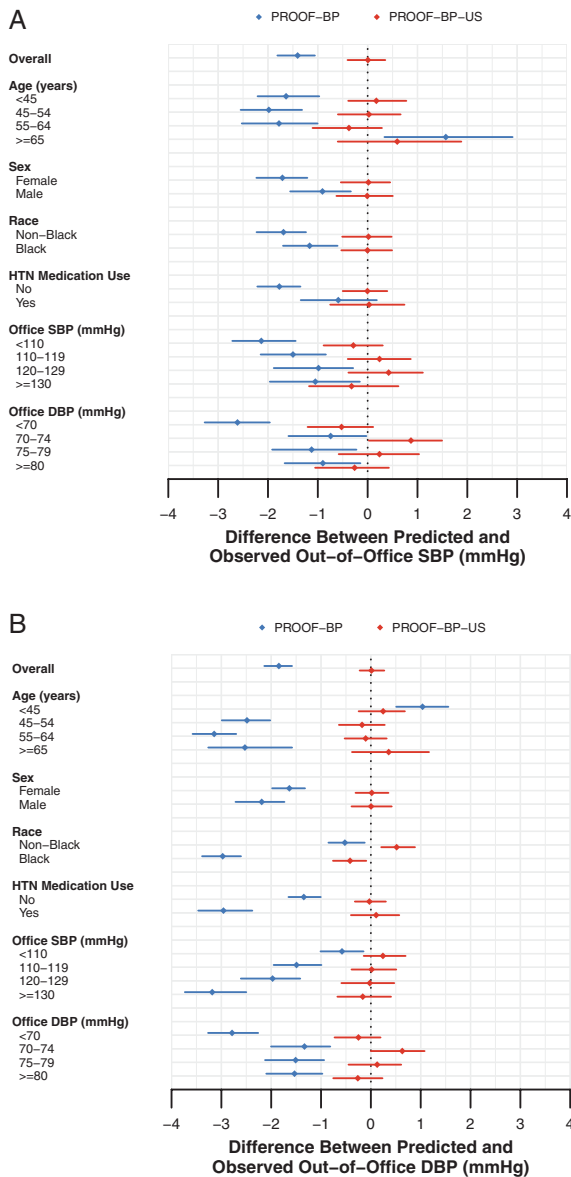 A
PROOF−BP PROOF−BP−US
Overall
Age (years)
<45
45−54
55−64
>=65
Sex
Female
Male
Race
Non−Black
Black
HTN Medication Use
No
Yes
Office SBP (mmHg)
<110
110−119
120−129
>=130
Office DBP (mmHg)
<70
70−74
75−79
>=80
−4 −3 −2 −1 0 1 2 3 4
Difference Between Predicted and
Observed Out−of−Office SBP (mmHg)
B
PROOF−BP PROOF−BP−US
Overall
Age (years)
<45
45−54
55−64
>=65
Sex
Female
Male
Race
Non−Black
Black
HTN Medication Use
No
Yes
Office SBP (mmHg)
<110
110−119
120−129
>=130
Office DBP (mmHg)
<70
70−74
75−79
>=80
−4 −3 −2 −1 0 1 2 3 4
Difference Between Predicted and
Observed Out−of−Office DBP (mmHg)